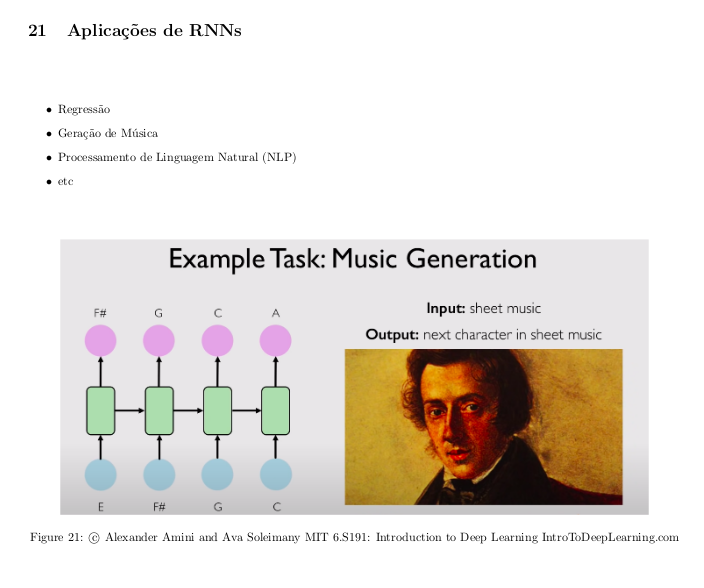 21 Aplicações de RNNs
• Regressão
• Geração de Música
• Processamento de Linguagem Natural (NLP)
• etc
Example Task: Music Generation
F# G C A
E F# G C
Input: sheet music
Output: next character in sheet music
Figure 21: © Alexander Amini and Ava Soleimany MIT 6.S191: Introduction to Deep Learning IntroToDeepLearning.com